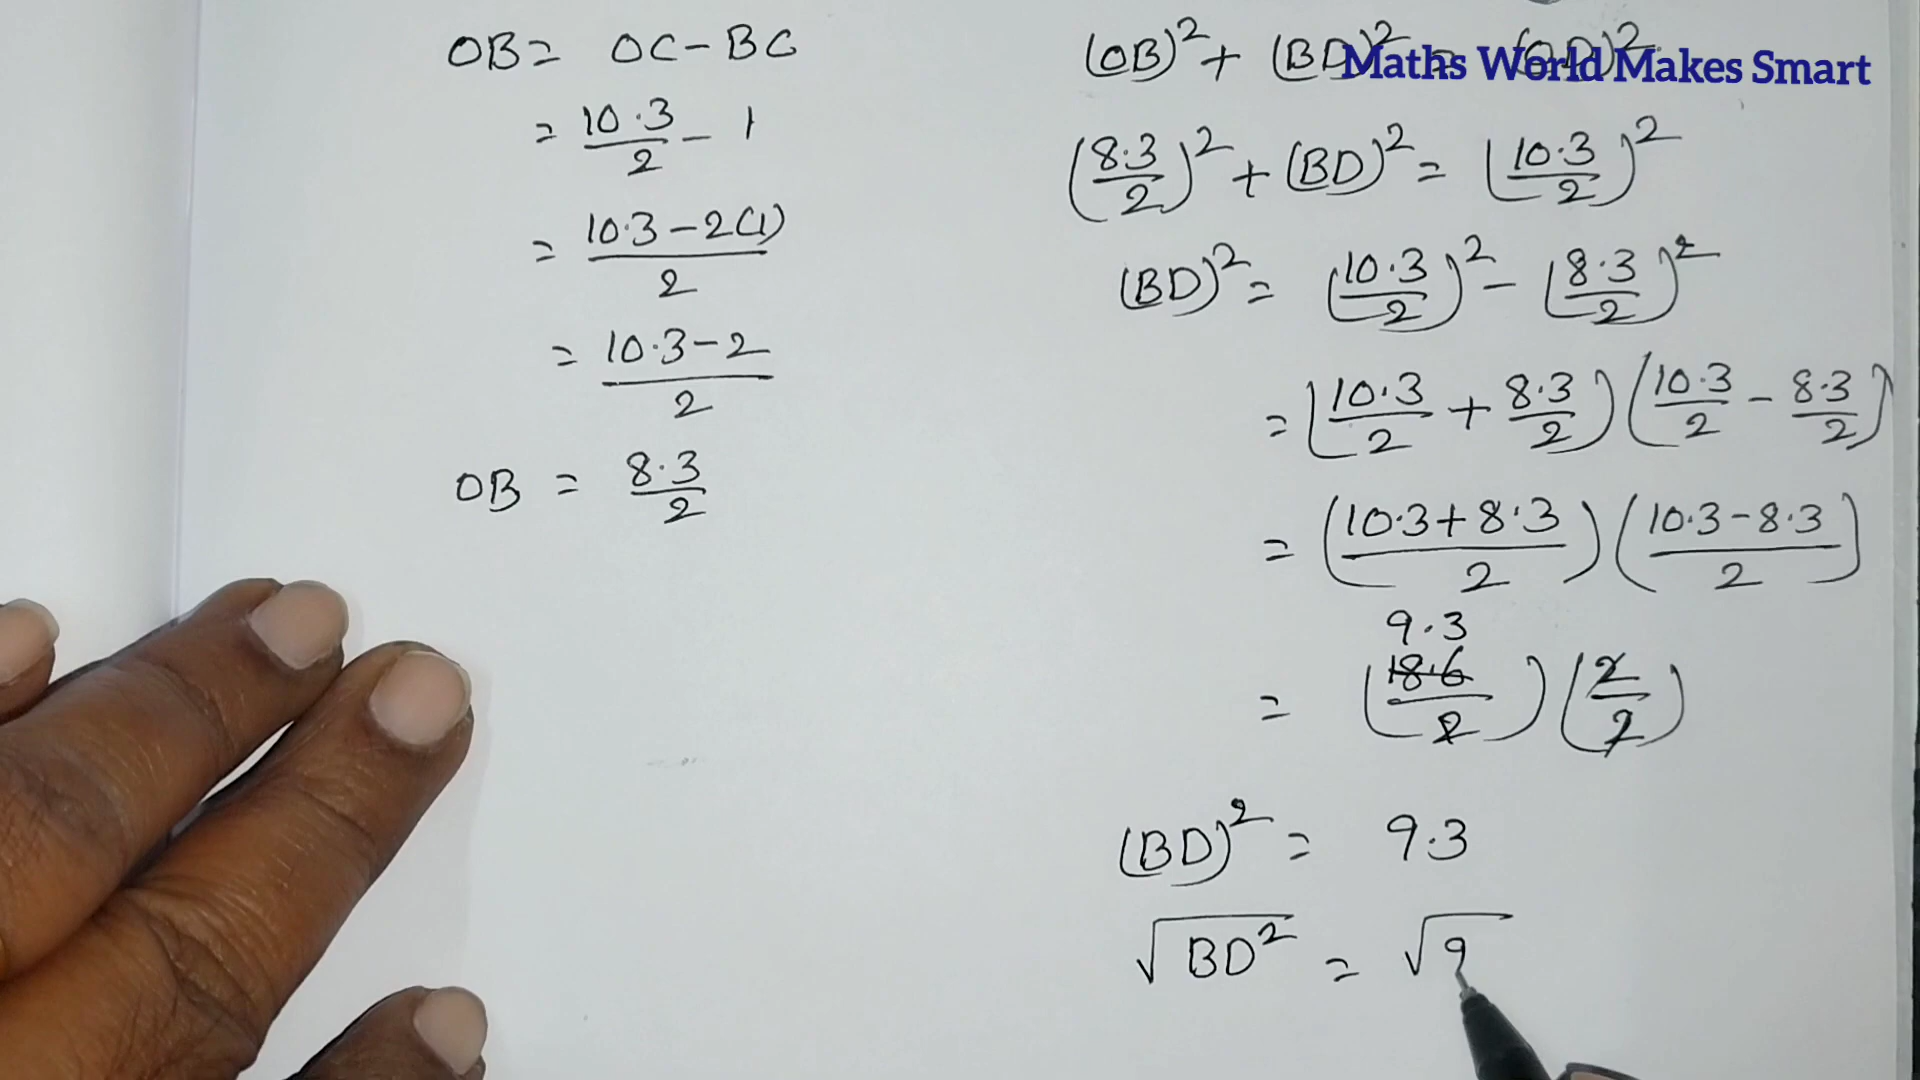 OB = OC - BC
= 10.3/2 - 1
= 10.3 - 2(1)/2
= 10.3 - 2/2
OB = 8.3/2
(OB)² + (BD)² = (OD)²
Maths World Makes Smart
(8.3/2)² + (BD)² = (10.3/2)²
(BD)² = (10.3/2)² - (8.3/2)²
= (10.3/2 + 8.3/2)(10.3/2 - 8.3/2)
= (10.3 + 8.3/2)(10.3 - 8.3/2)
9.3
= (18.6/2)(2/2)
(BD)² = 9.3
√BD² = √9